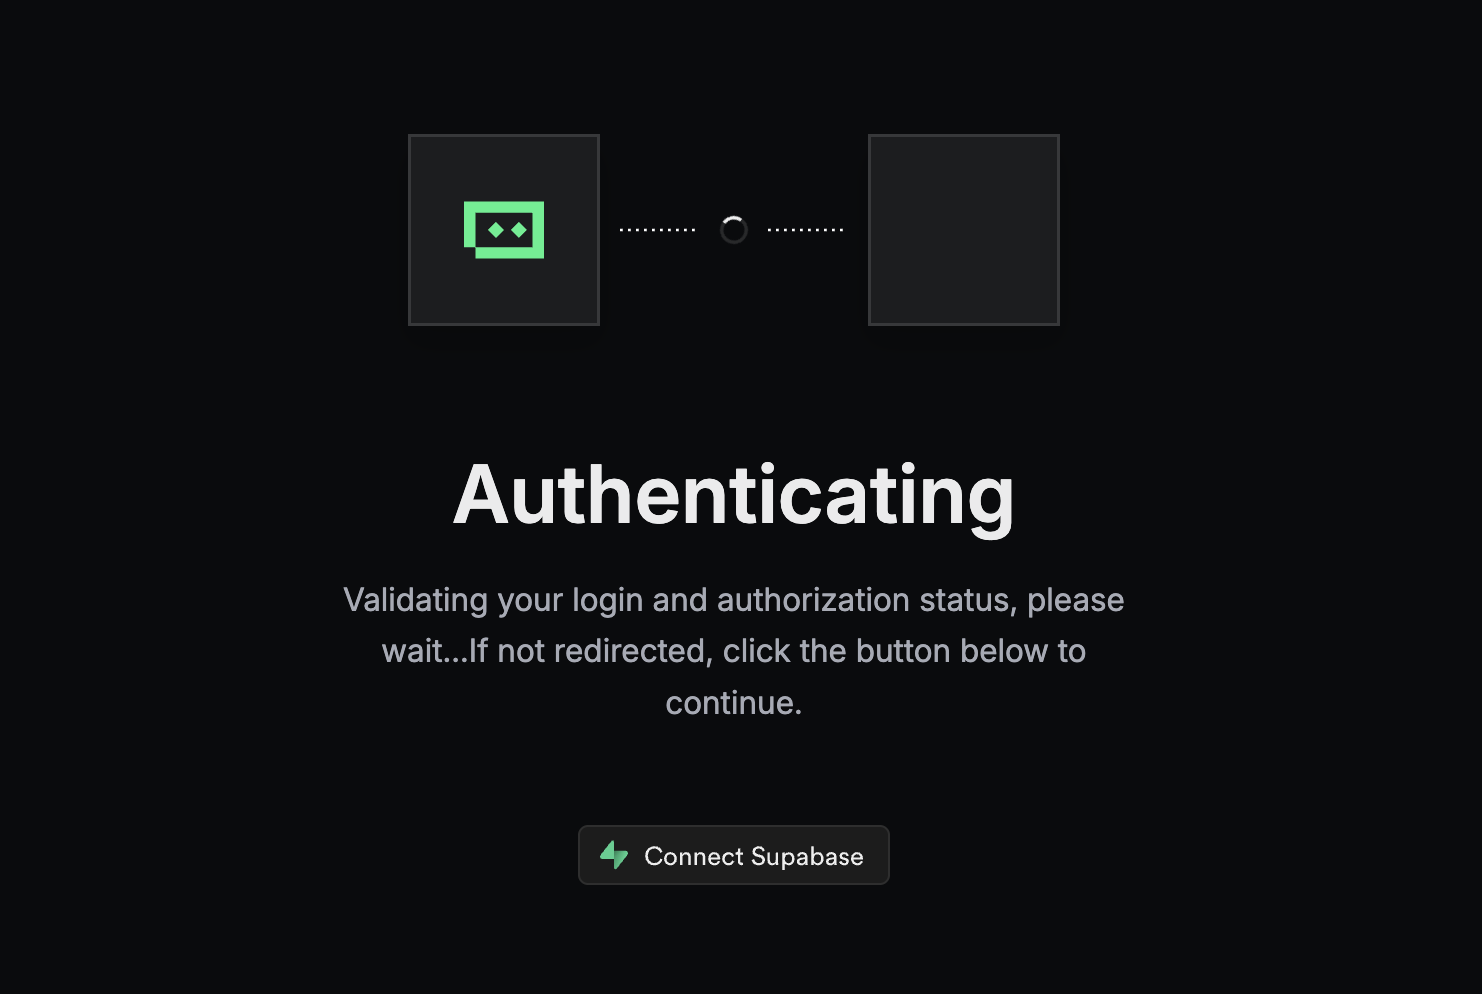 Authenticating
Validating your login and authorization status, please
wait...If not redirected, click the button below to
continue.
Connect Supabase